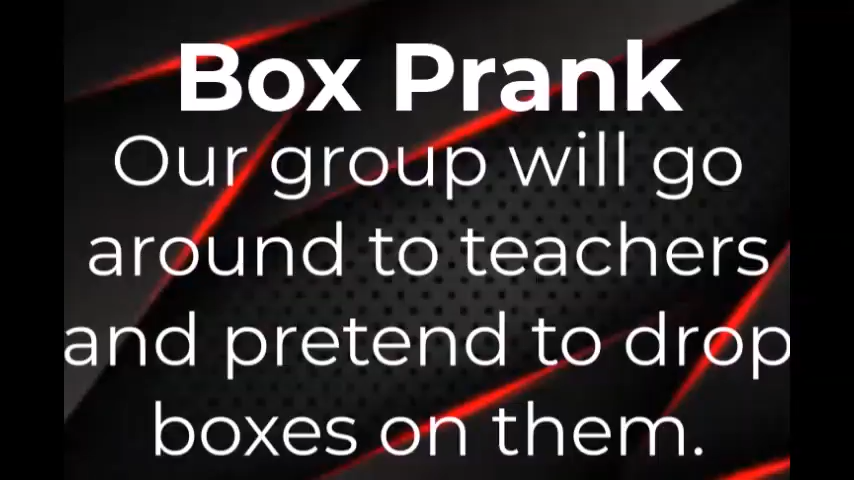 Box Prank
Our group will go
around to teachers
and pretend to drop
boxes on them.